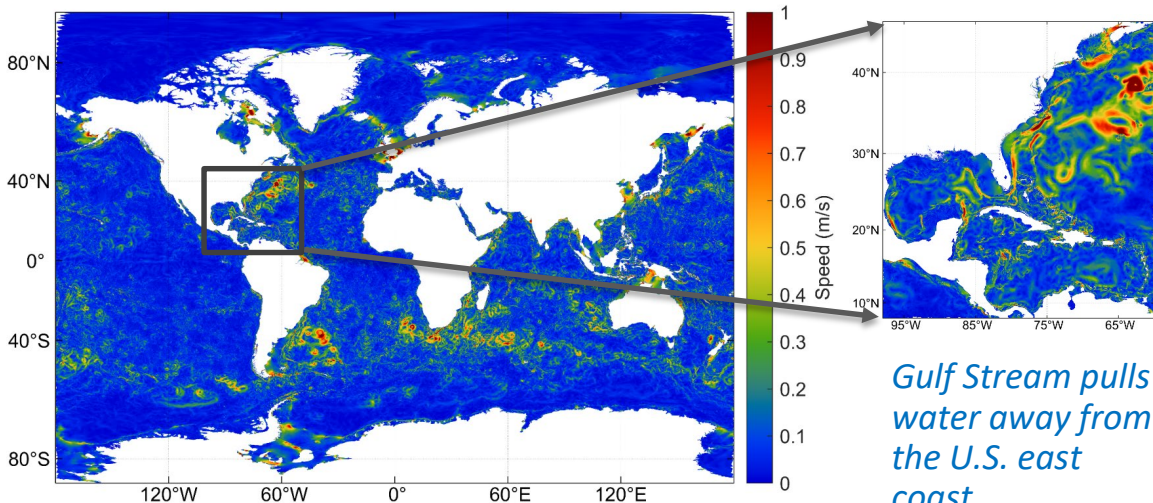 80°N
40°N
0°
40°S
80°S
120°W
60°W
0°
60°E
120°E
1
0.9
0.8
0.7
0.6
0.5
0.4
0.3
0.2
0.1
0
Speed (m/s)
40°N
30°N
20°N
10°N
95°W
85°W
75°W
65°W
Gulf Stream pulls
water away from
the U.S. east
coast